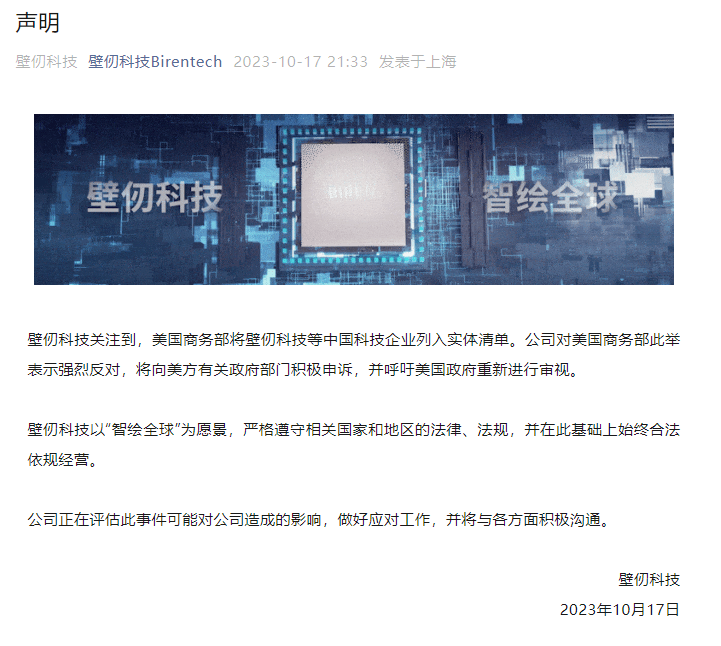 声明
壁仞科技 壁仞科技Birentech 2023-10-17 21:33 发表于上海
壁仞科技
智绘全球
壁仞科技关注到，美国商务部将壁仞科技等中国科技企业列入实体清单。公司对美国商务部此举
表示强烈反对，将向美方有关政府部门积极申诉，并呼吁美国政府重新进行审视。
壁仞科技以“智绘全球”为愿景，严格遵守相关国家和地区的法律、法规，并在此基础上始终合法
依规经营。
公司正在评估此事件可能对公司造成的影响，做好应对工作，并将与各方面积极沟通。
壁仞科技
2023年10月17日